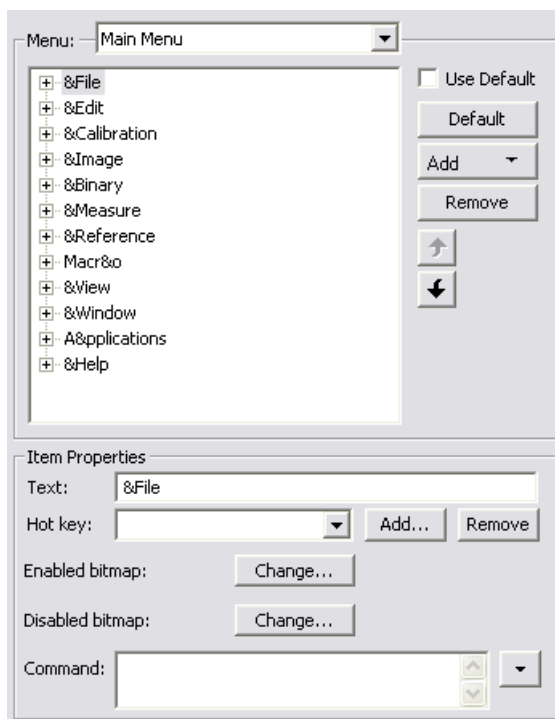 Menu: Main Menu
&File
&Edit
&Calibration
&Image
&Binary
&Measure
&Reference
Macr&o
&View
&Window
A&pplications
&Help
Use Default
Default
Add
Remove
Item Properties
Text: &File
Hot key: Add... Remove
Enabled bitmap: Change...
Disabled bitmap: Change...
Command: